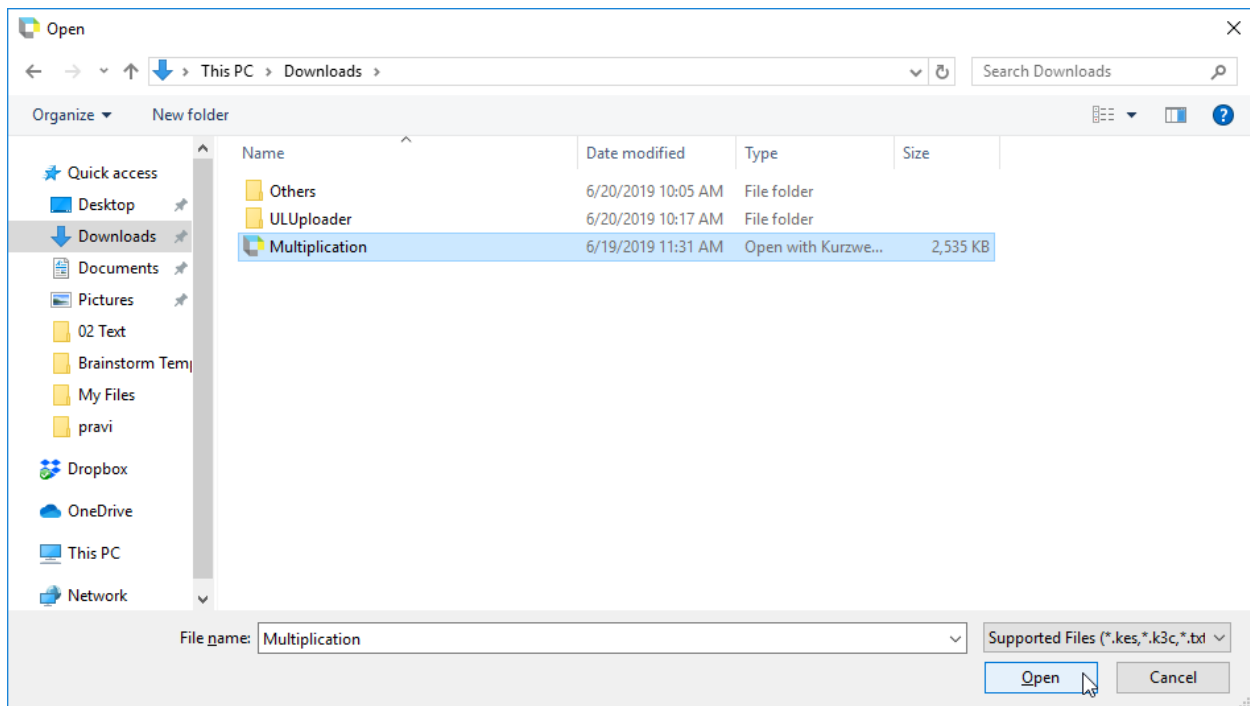 Open
This PC > Downloads >
Search Downloads
Organize
New folder
Name
Date modified
Type
Size
Quick access
Desktop
Downloads
Documents
Pictures
02 Text
Brainstorm Temp
My Files
pravi
Dropbox
OneDrive
This PC
Network
Others 6/20/2019 10:05 AM File folder
ULUploader 6/20/2019 10:17 AM File folder
Multiplication 6/19/2019 11:31 AM Open with Kurzwe... 2,535 KB
File name: Multiplication
Supported Files (*.kes,*.k3c,*.txt
Open
Cancel